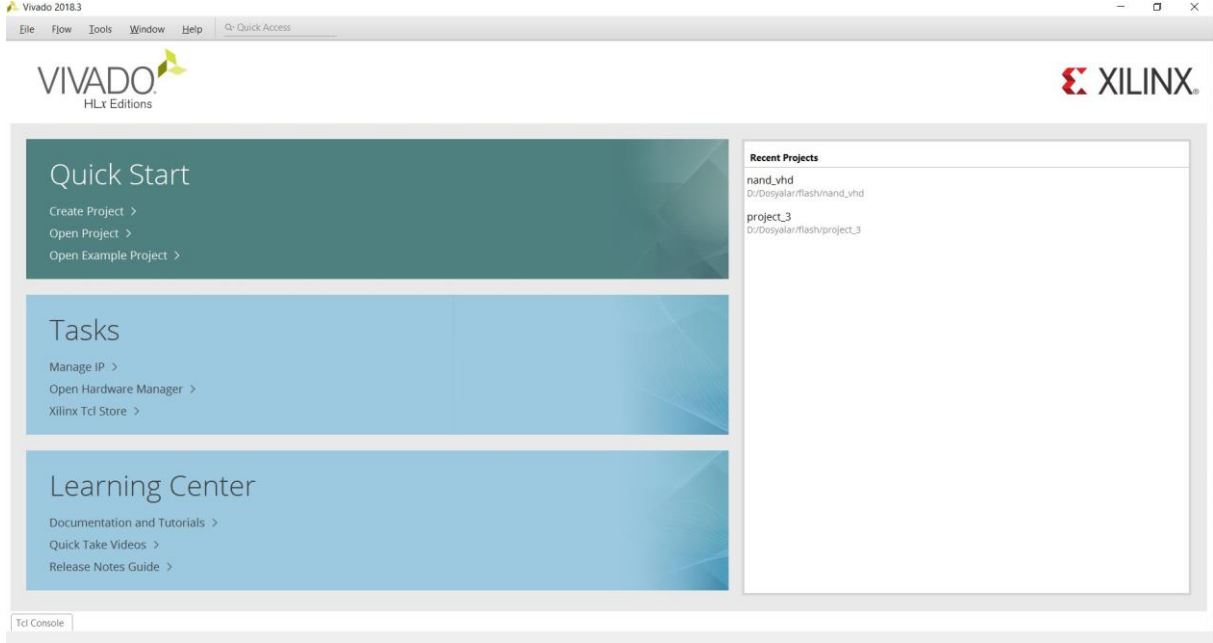 Vivado 2018.3
File Flow Tools Window Help Quick Access
VIVADO.
HLx Editions
XILINX®
Quick Start
Create Project >
Open Project >
Open Example Project >
Tasks
Manage IP >
Open Hardware Manager >
Xilinx Tcl Store >
Learning Center
Documentation and Tutorials >
Quick Take Videos >
Release Notes Guide >
Recent Projects
nand_vhd
D:/Dosyalar/flash/nand_vhd
project_3
D:/Dosyalar/flash/project_3
Tcl Console